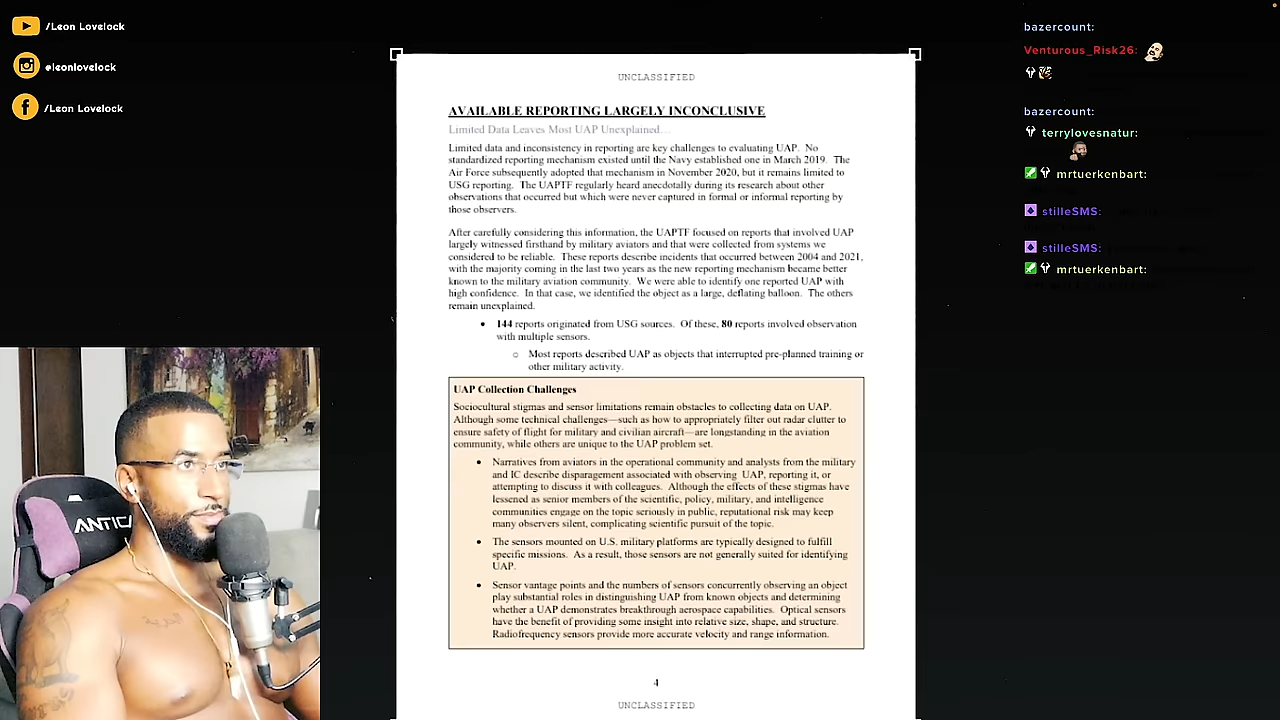 /Leon Lovelock
@leonlovelock
/Leon Lovelock
UNCLASSIFIED
AVAILABLE REPORTING LARGELY INCONCLUSIVE
Limited Data Leaves Most UAP Unexplained…
Limited data and inconsistency in reporting are key challenges to evaluating UAP. No
standardized reporting mechanism existed until the Navy established one in March 2019. The
Air Force subsequently adopted that mechanism in November 2020, but it remains limited to
USG reporting. The UAPTF regularly heard anecdotally during its research about other
observations that occurred but which were never captured in formal or informal reporting by
those observers.
After carefully considering this information, the UAPTF focused on reports that involved UAP
largely witnessed firsthand by military aviators and that were collected from systems we
considered to be reliable. These reports describe incidents that occurred between 2004 and 2021,
with the majority coming in the last two years as the new reporting mechanism became better
known to the military aviation community. We were able to identify one reported UAP with
high confidence. In that case, we identified the object as a large, deflating balloon. The others
remain unexplained.
• 144 reports originated from USG sources. Of these, 80 reports involved observation
with multiple sensors.
o Most reports described UAP as objects that interrupted pre-planned training or
other military activity.
UAP Collection Challenges
Sociocultural stigmas and sensor limitations remain obstacles to collecting data on UAP.
Although some technical challenges—such as how to appropriately filter out radar clutter to
ensure safety of flight for military and civilian aircraft—are longstanding in the aviation
community, while others are unique to the UAP problem set.
• Narratives from aviators in the operational community and analysts from the military
and IC describe disparagement associated with observing UAP, reporting it, or
attempting to discuss it with colleagues. Although the effects of these stigmas have
lessened as senior members of the scientific, policy, military, and intelligence
communities engage on the topic seriously in public, reputational risk may keep
many observers silent, complicating scientific pursuit of the topic.
• The sensors mounted on U.S. military platforms are typically designed to fulfill
specific missions. As a result, those sensors are not generally suited for identifying
UAP.
• Sensor vantage points and the numbers of sensors concurrently observing an object
play substantial roles in distinguishing UAP from known objects and determining
whether a UAP demonstrates breakthrough aerospace capabilities. Optical sensors
have the benefit of providing some insight into relative size, shape, and structure.
Radiofrequency sensors provide more accurate velocity and range information.
4
UNCLASSIFIED
bazercount:
Venturous_Risk26:
bazercount:
terrylovesnatur:
mrtuerkenbart:
stilleSMS:
stilleSMS:
mrtuerkenbart:
ANTIC